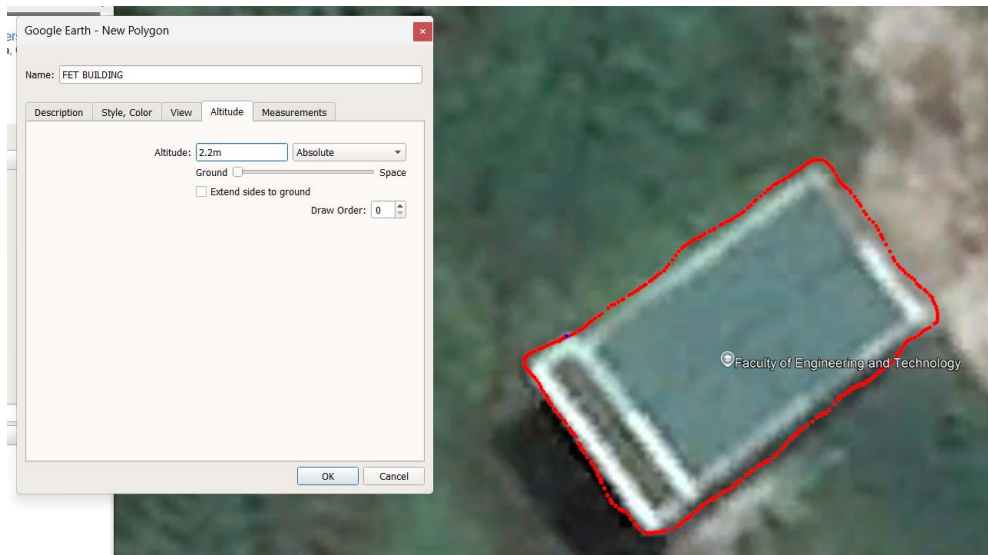 Google Earth - New Polygon
Name: FET BUILDING
Description Style, Color View Altitude Measurements
Altitude: 2.2m Absolute
Ground Space
Extend sides to ground
Draw Order: 0
OK Cancel
Faculty of Engineering and Technology